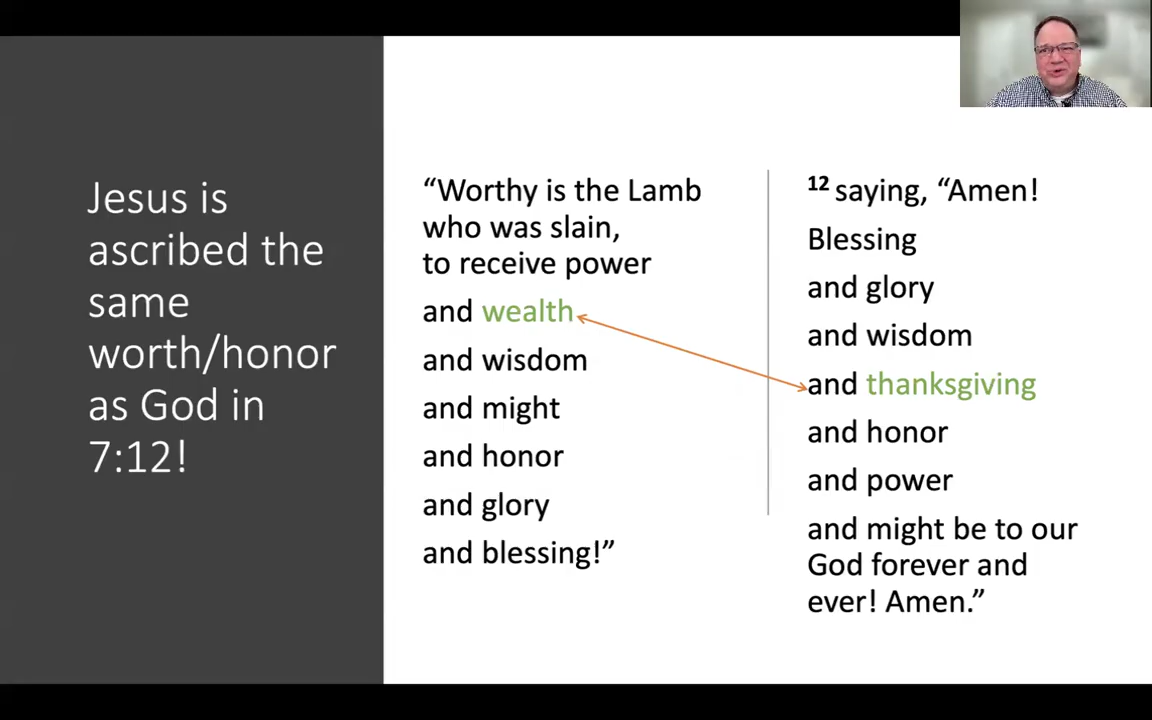 Jesus is
ascribed the
same
worth/honor
as God in
7:12!
“Worthy is the Lamb
who was slain,
to receive power
and wealth
and wisdom
and might
and honor
and glory
and blessing!”
12 saying, “Amen!
Blessing
and glory
and wisdom
and thanksgiving
and honor
and power
and might be to our
God forever and
ever! Amen.”